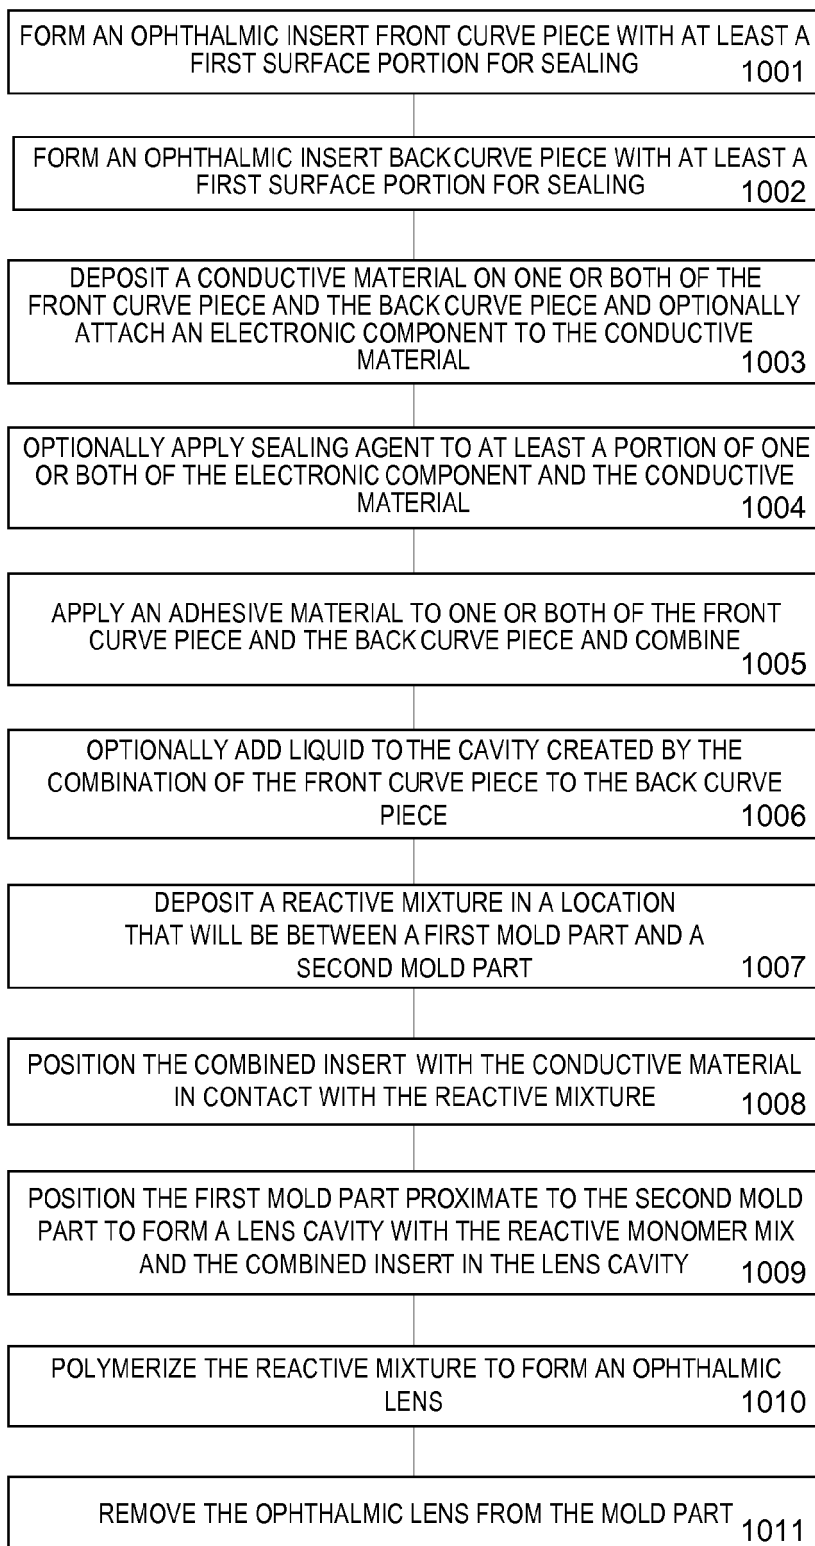 FORM AN OPHTHALMIC INSERT FRONT CURVE PIECE WITH AT LEAST A
FIRST SURFACE PORTION FOR SEALING
1001
FORM AN OPHTHALMIC INSERT BACK CURVE PIECE WITH AT LEAST A
FIRST SURFACE PORTION FOR SEALING
1002
DEPOSIT A CONDUCTIVE MATERIAL ON ONE OR BOTH OF THE
FRONT CURVE PIECE AND THE BACK CURVE PIECE AND OPTIONALLY
ATTACH AN ELECTRONIC COMPONENT TO THE CONDUCTIVE
MATERIAL
1003
OPTIONALLY APPLY SEALING AGENT TO AT LEAST A PORTION OF ONE
OR BOTH OF THE ELECTRONIC COMPONENT AND THE CONDUCTIVE
MATERIAL
1004
APPLY AN ADHESIVE MATERIAL TO ONE OR BOTH OF THE FRONT
CURVE PIECE AND THE BACK CURVE PIECE AND COMBINE
1005
OPTIONALLY ADD LIQUID TO THE CAVITY CREATED BY THE
COMBINATION OF THE FRONT CURVE PIECE TO THE BACK CURVE
PIECE
1006
DEPOSIT A REACTIVE MIXTURE IN A LOCATION
THAT WILL BE BETWEEN A FIRST MOLD PART AND A
SECOND MOLD PART
1007
POSITION THE COMBINED INSERT WITH THE CONDUCTIVE MATERIAL
IN CONTACT WITH THE REACTIVE MIXTURE
1008
POSITION THE FIRST MOLD PART PROXIMATE TO THE SECOND MOLD
PART TO FORM A LENS CAVITY WITH THE REACTIVE MONOMER MIX
AND THE COMBINED INSERT IN THE LENS CAVITY
1009
POLYMERIZE THE REACTIVE MIXTURE TO FORM AN OPHTHALMIC
LENS
1010
REMOVE THE OPHTHALMIC LENS FROM THE MOLD PART
1011